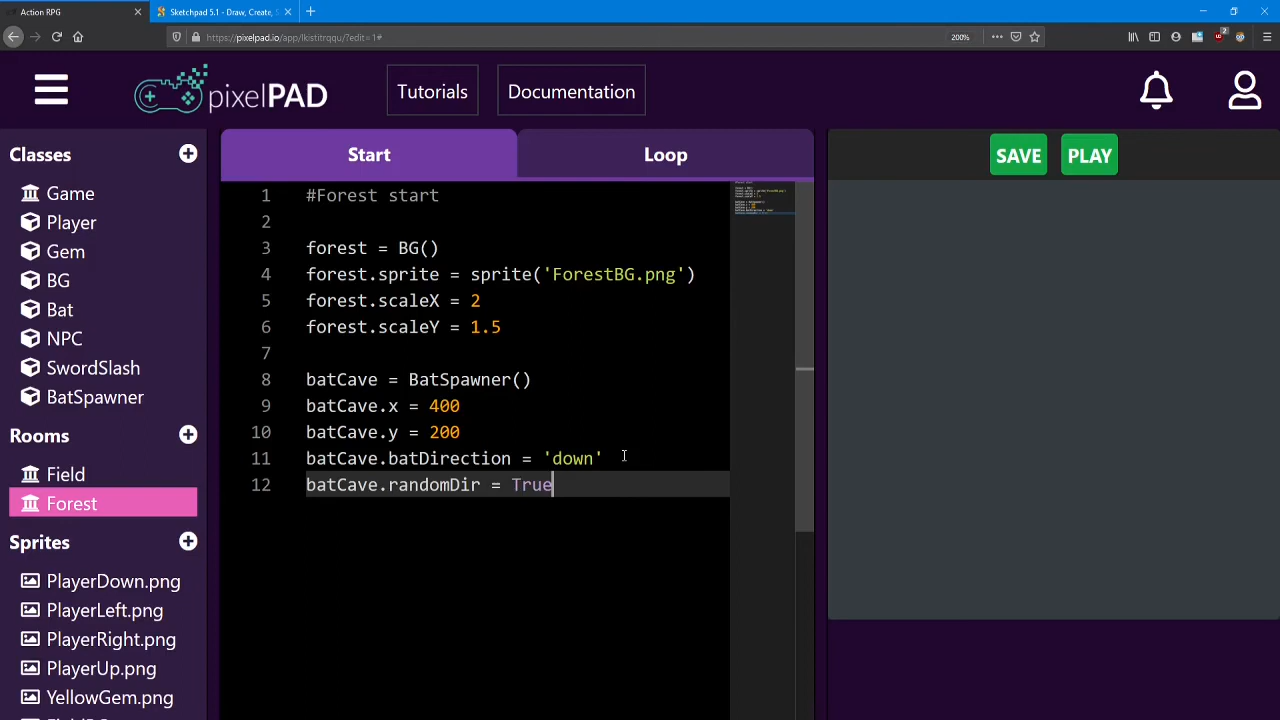 Action RPG
Sketchpad 5.1 - Draw, Create, S
https://pixelpad.io/app/lkistitrqqu/?edit=1#
200%
2
pixelPAD
Tutorials
Documentation
Classes
Game
Player
Gem
BG
Bat
NPC
SwordSlash
BatSpawner
Rooms
Field
Forest
Sprites
PlayerDown.png
PlayerLeft.png
PlayerRight.png
PlayerUp.png
YellowGem.png
Start
Loop
1 #Forest start
2
3 forest = BG()
4 forest.sprite = sprite('ForestBG.png')
5 forest.scaleX = 2
6 forest.scaleY = 1.5
7
8 batCave = BatSpawner()
9 batCave.x = 400
10 batCave.y = 200
11 batCave.batDirection = 'down'
12 batCave.randomDir = True
SAVE
PLAY